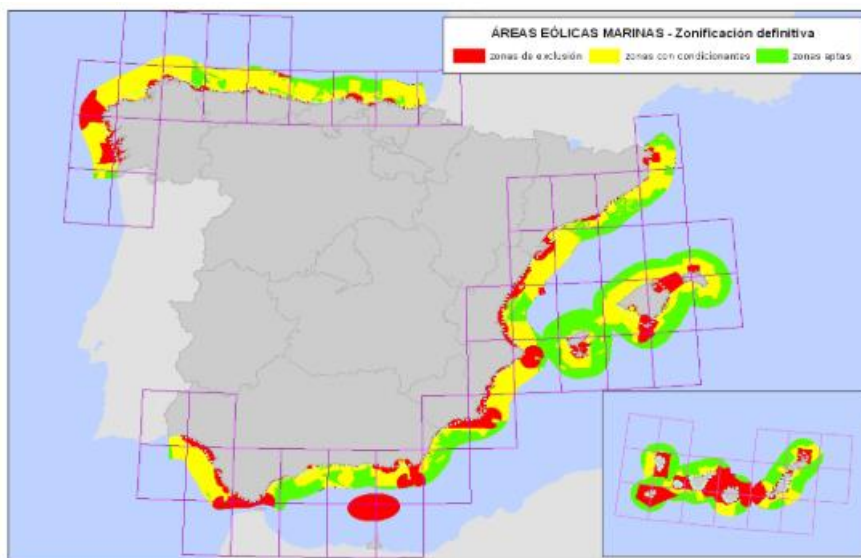 ÁREAS EÓLICAS MARINAS - Zonificación definitiva
zonas de exclusión zonas con condicionantes zonas aptas